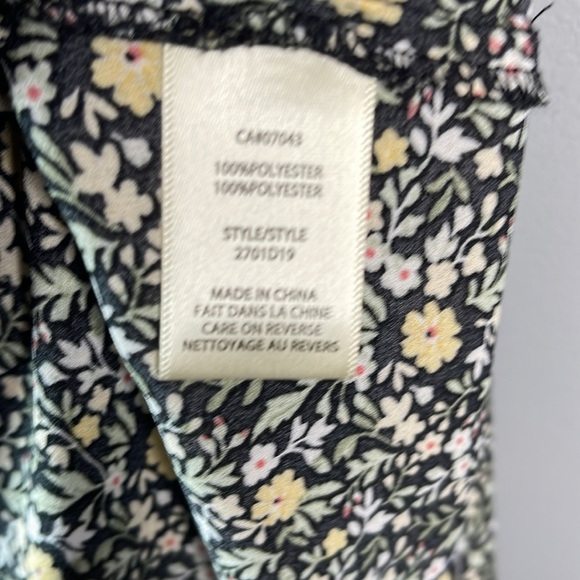 CA#07043
100%POLYESTER
100%POLYESTER
STYLE/STYLE
2701D19
MADE IN CHINA
FAIT DANS LA CHINE
CARE ON REVERSE
NETTOYAGE AU REVERS